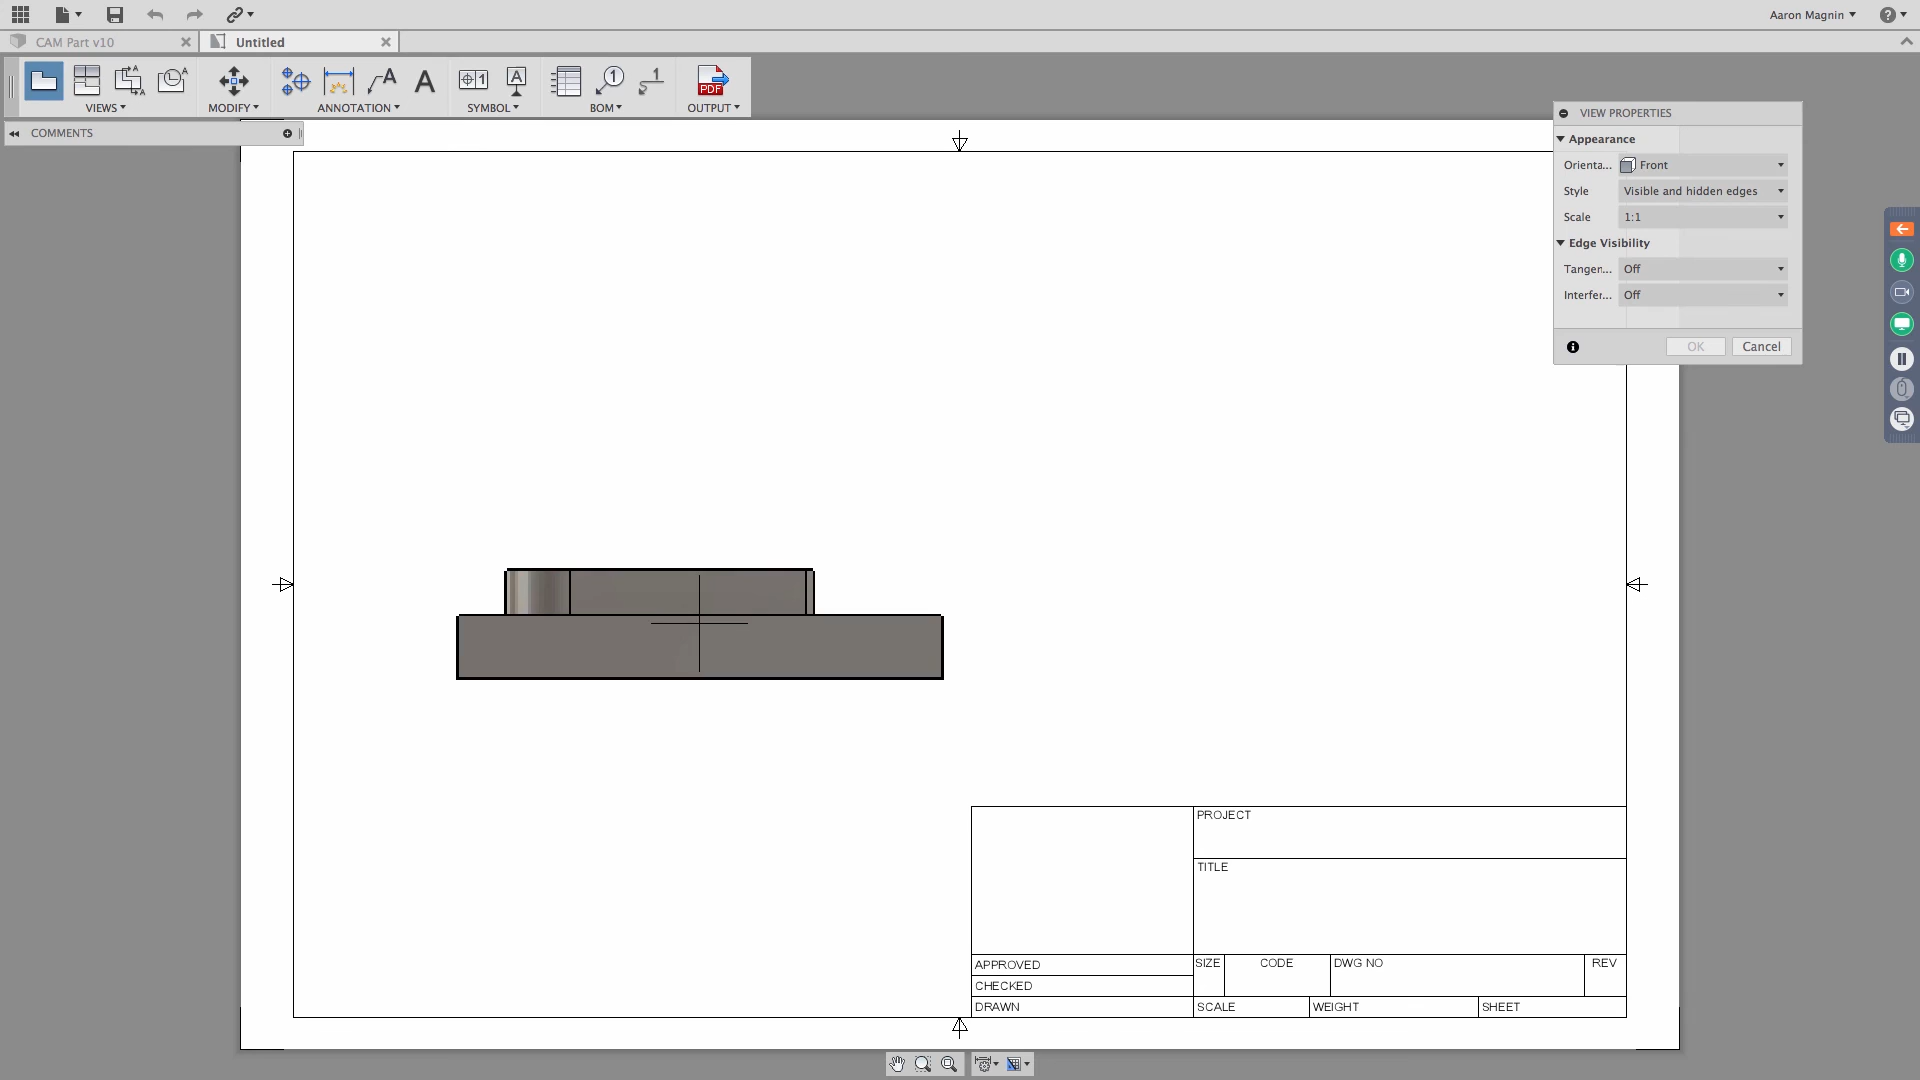 Aaron Magnin
CAM Part v10
Untitled
VIEWS
MODIFY
ANNOTATION
SYMBOL
BOM
PDF
OUTPUT
COMMENTS
VIEW PROPERTIES
Appearance
Orienta... Front
Style Visible and hidden edges
Scale 1:1
Edge Visibility
Tangen... Off
Interfer... Off
OK Cancel
PROJECT
TITLE
APPROVED
SIZE CODE DWG NO REV
CHECKED
DRAWN SCALE WEIGHT SHEET